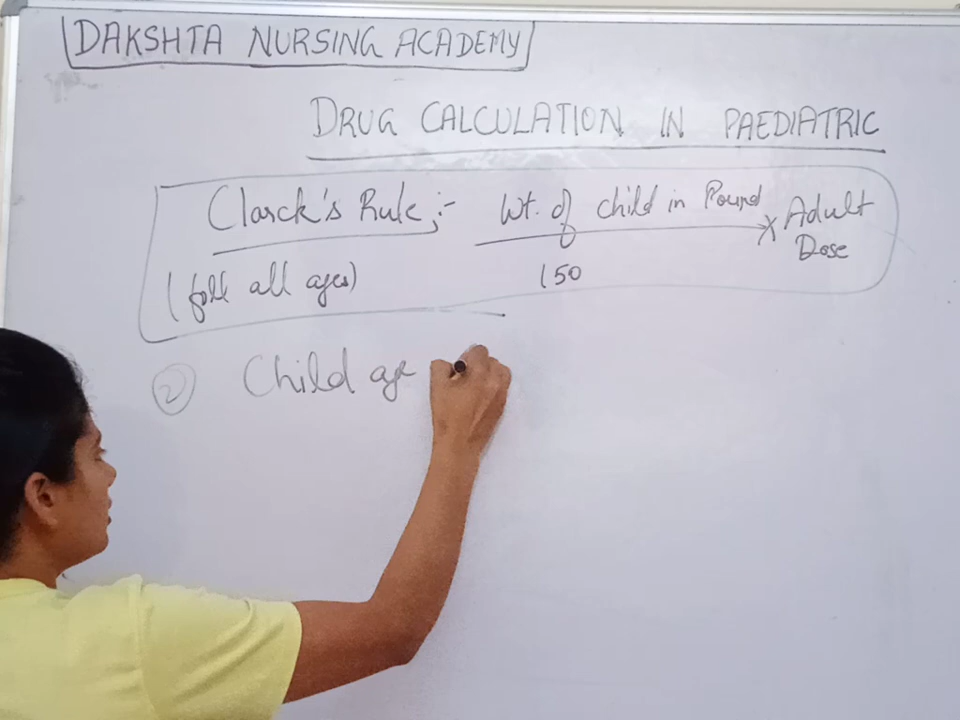 DAKSHTA NURSING ACADEMY
DRUG CALCULATION IN PAEDIATRIC
Clarck's Rule :- Wt. of child in Pound × Adult Dose
(for all ages) 150
② Child age